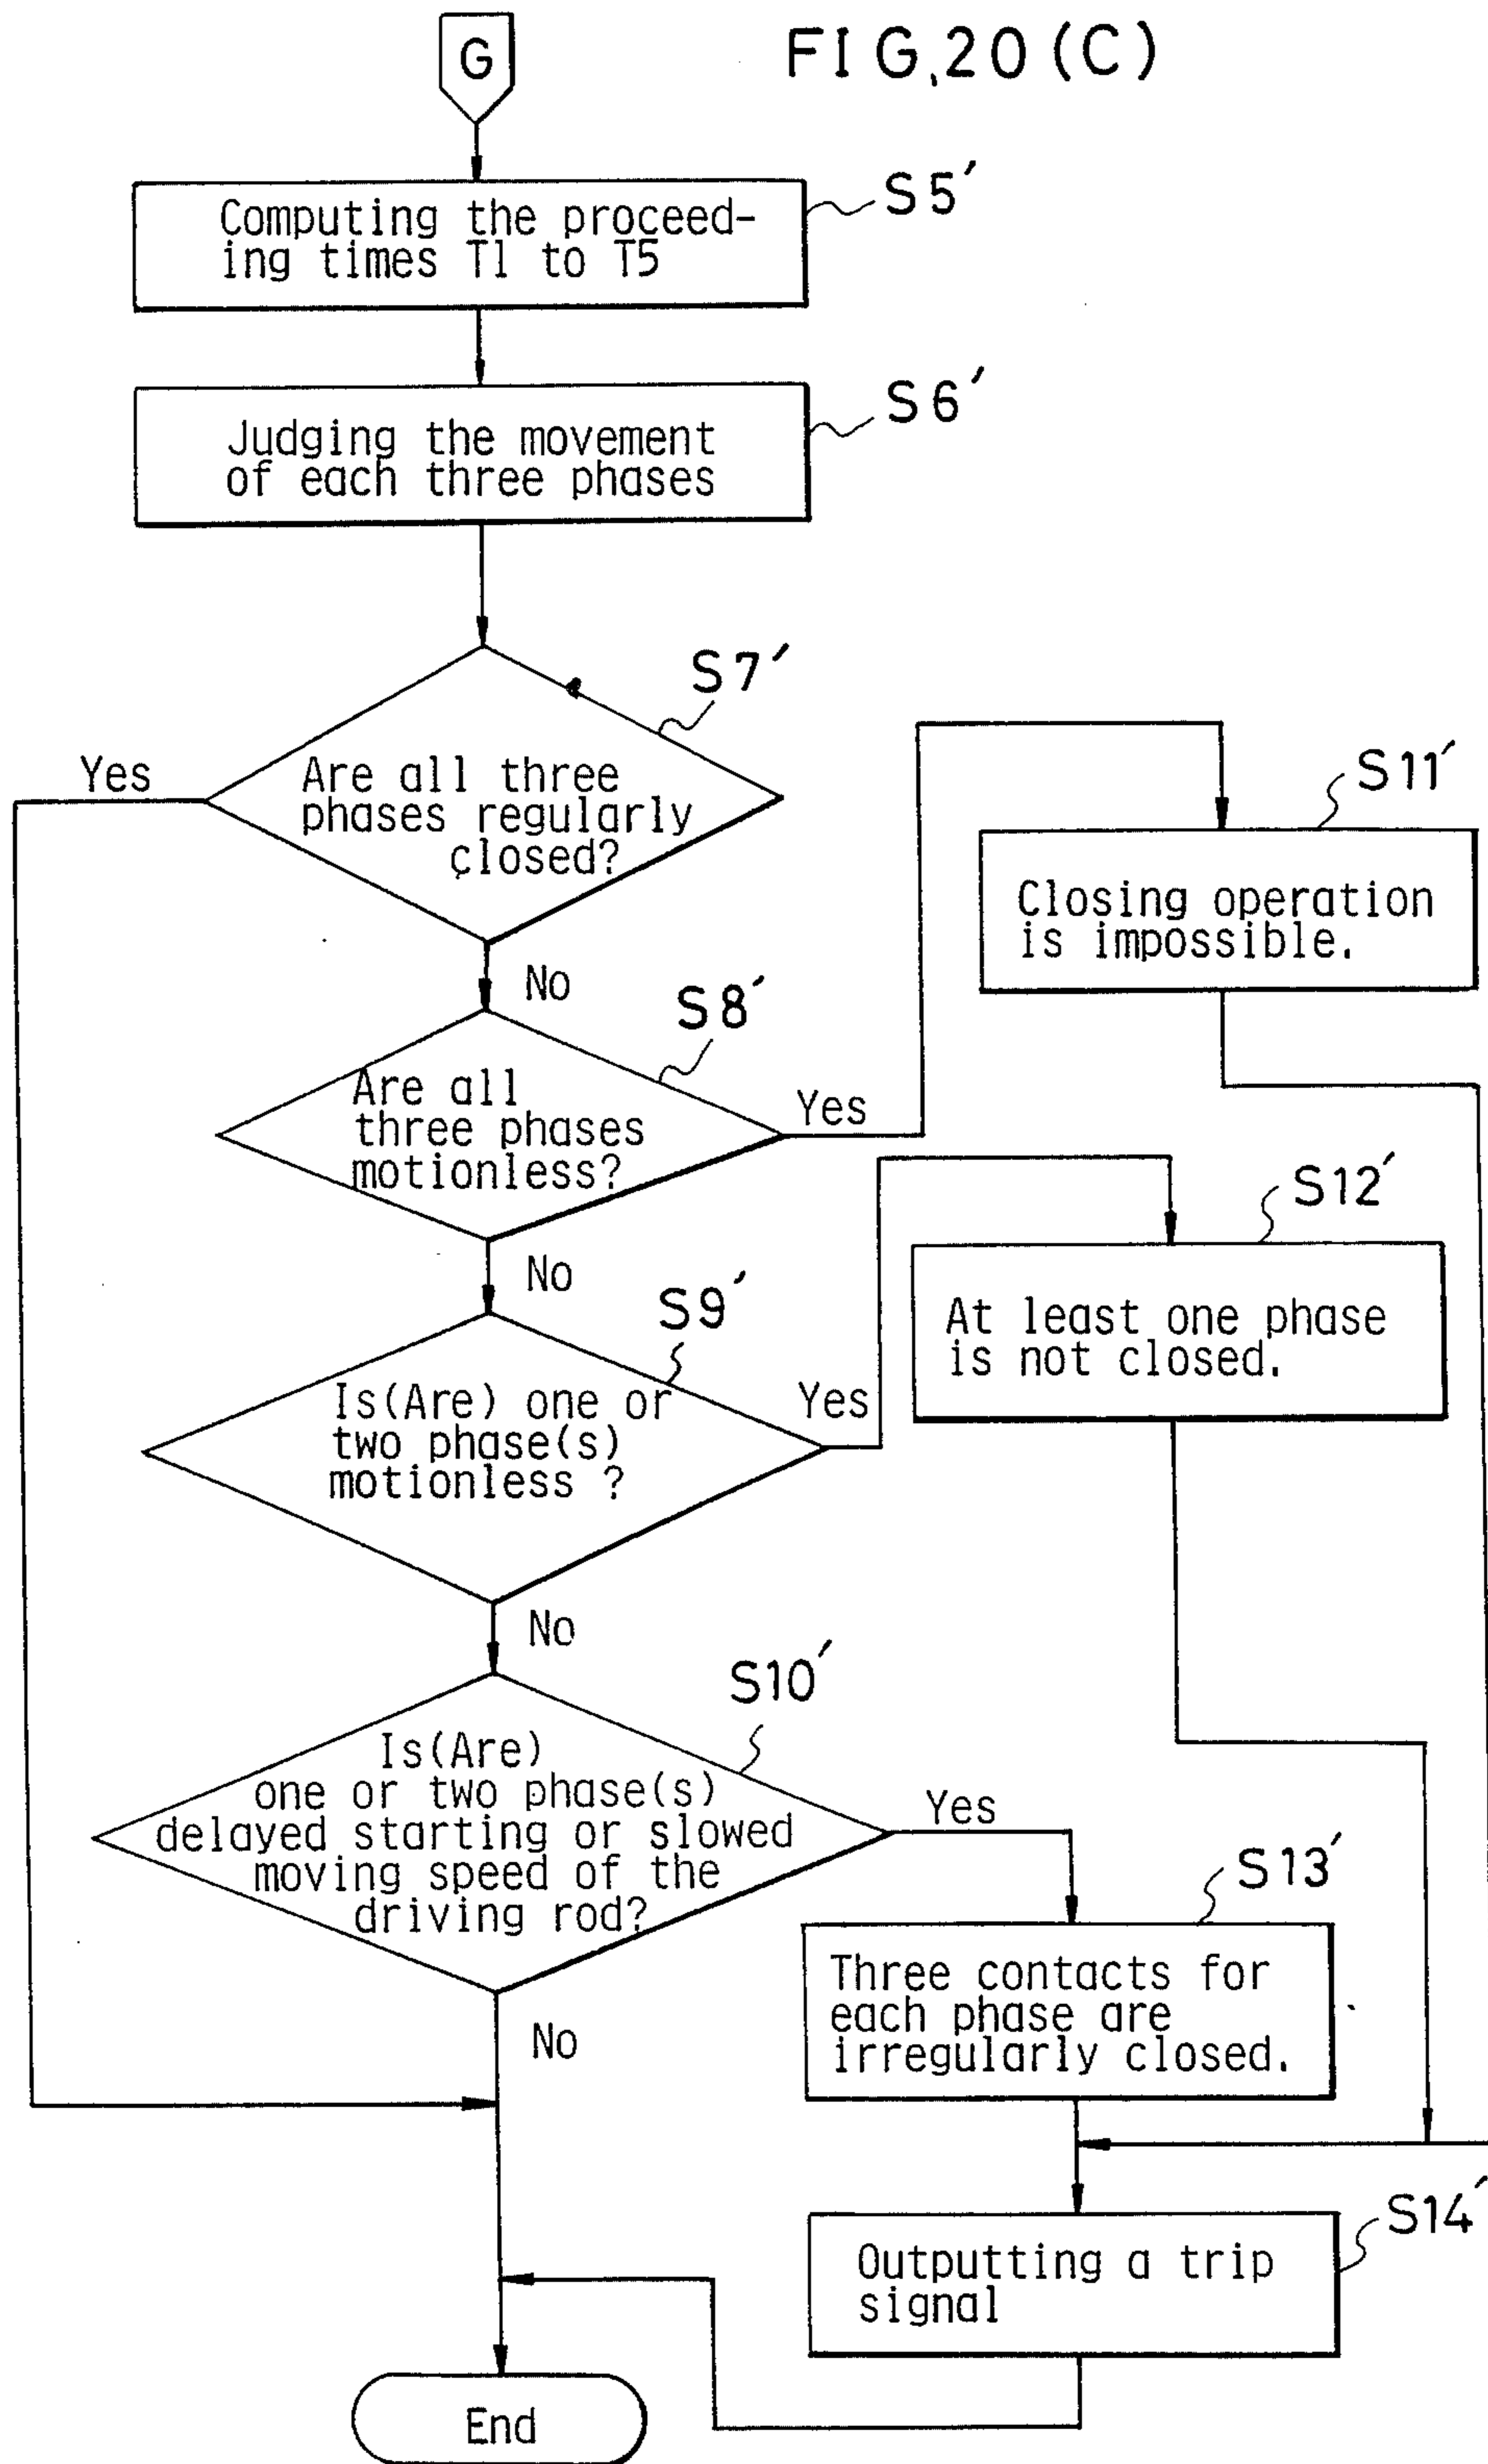 G
FIG.20 (C)
S5′
Computing the proceed-
ing times T1 to T5
S6′
Judging the movement
of each three phases
S7′
Yes
Are all three
phases regularly
closed?
S11′
Closing operation
is impossible.
No
S8′
Are all
three phases
motionless?
Yes
S12′
No
S9′
At least one phase
is not closed.
Is(Are) one or
two phase(s)
motionless ?
Yes
No
S10′
Is(Are)
one or two phase(s)
delayed starting or slowed
moving speed of the
driving rod?
Yes
S13′
Three contacts for
each phase are
irregularly closed.
No
S14′
Outputting a trip
signal
End